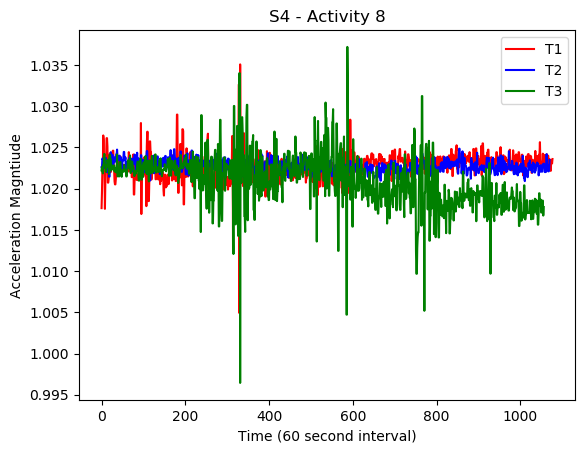 S4 - Activity 8
T1
T2
T3
1.035
1.030
1.025
1.020
1.015
1.010
1.005
1.000
0.995
Acceleration Magntiude
0
200
400
600
800
1000
Time (60 second interval)